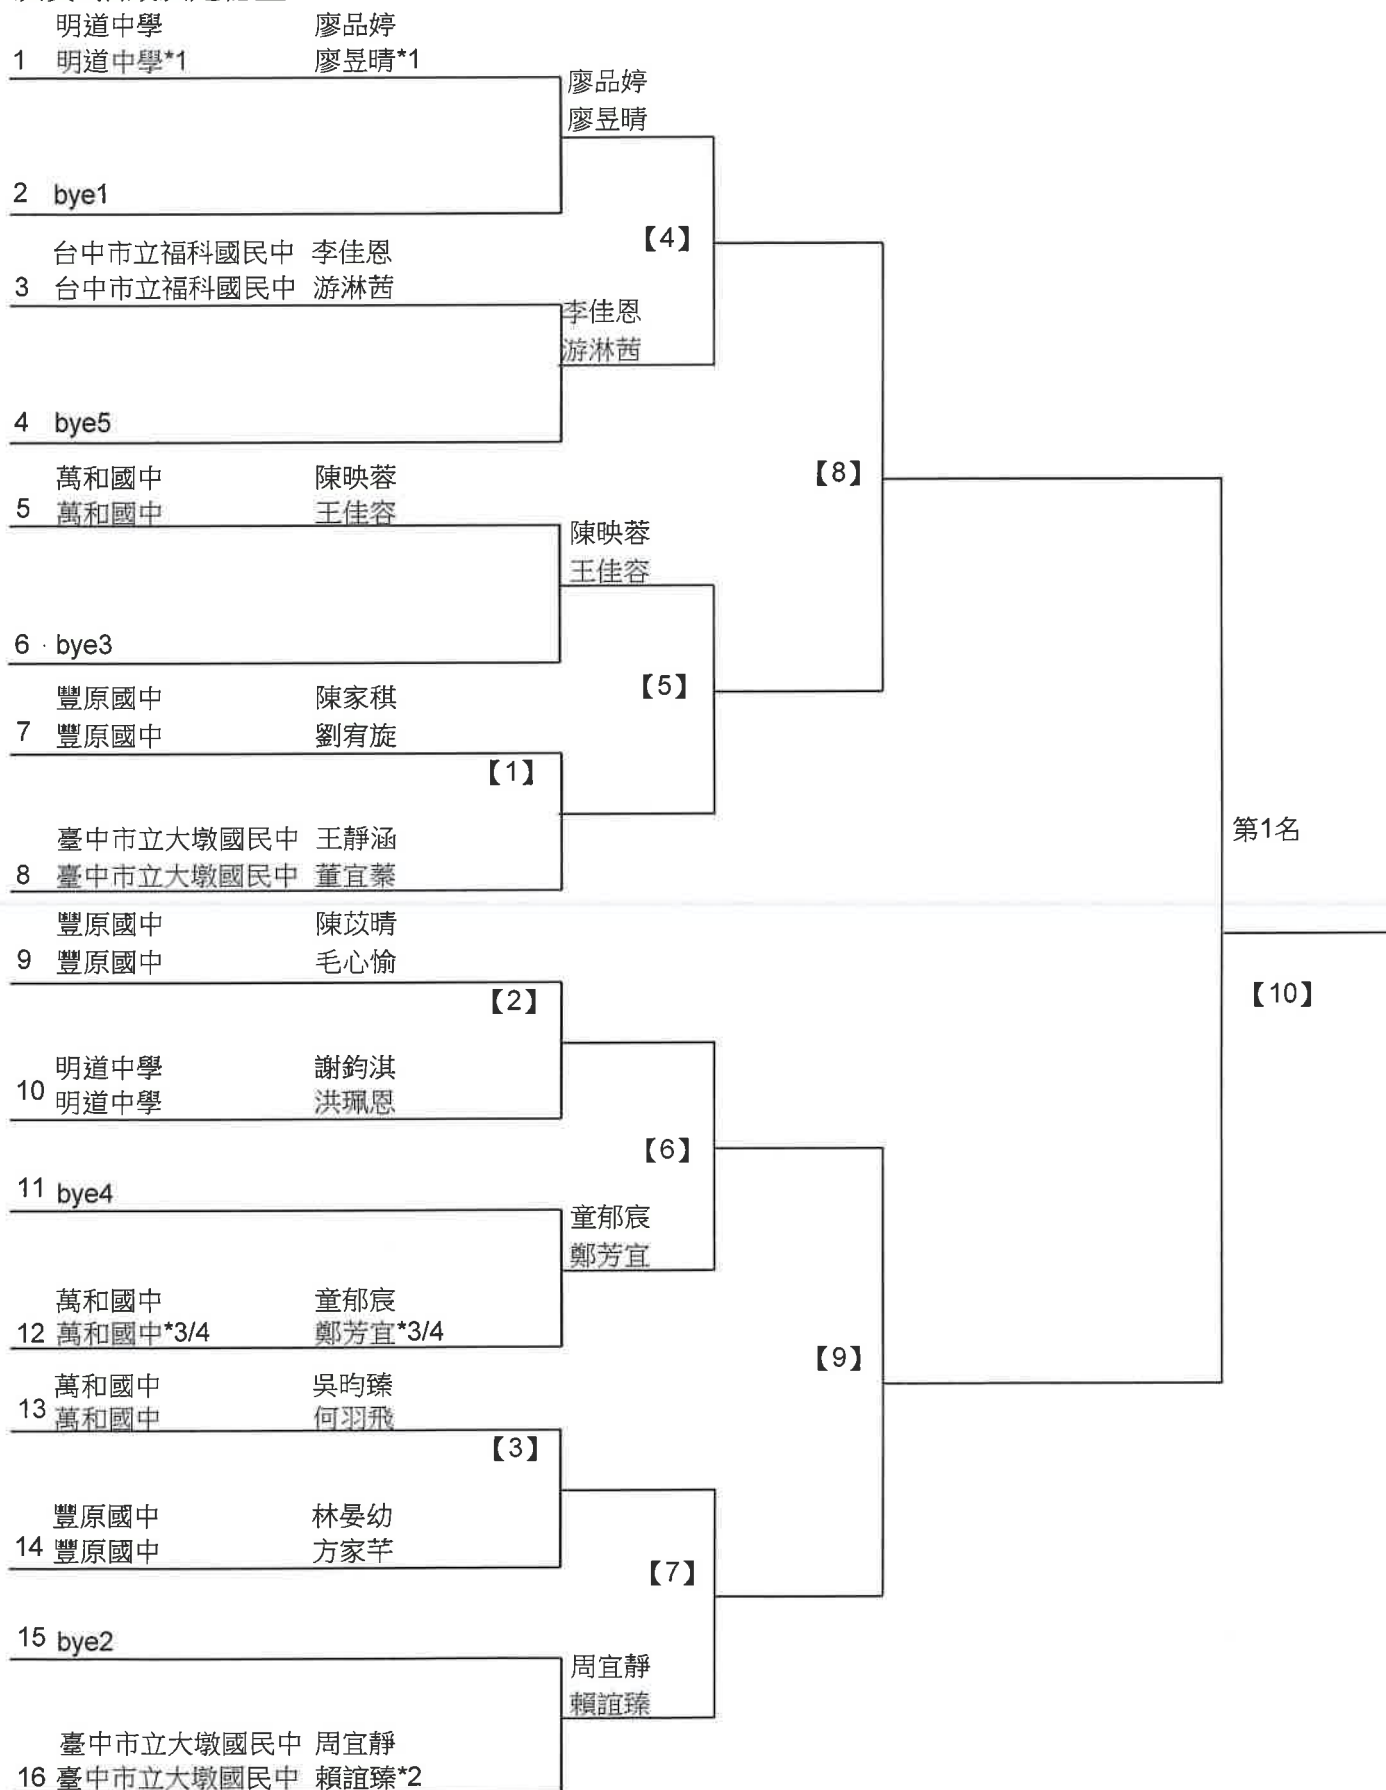 明道中學 廖品婷
1 明道中學*1 廖昱晴*1
廖品婷
廖昱晴
2 bye1
【4】
台中市立福科國民中 李佳恩
3 台中市立福科國民中 游淋茜
李佳恩
游淋茜
4 bye5
萬和國中 陳映蓉
【8】
5 萬和國中 王佳容
陳映蓉
王佳容
6 bye3
【5】
豐原國中 陳家稘
7 豐原國中 劉宥旋
【1】
第1名
臺中市立大墩國民中 王靜涵
8 臺中市立大墩國民中 董宜蓁
豐原國中 陳苡晴
9 豐原國中 毛心愉
【2】
【10】
明道中學 謝鈞淇
10 明道中學 洪珮恩
【6】
11 bye4
童郁宸
鄭芳宜
萬和國中 童郁宸
12 萬和國中*3/4 鄭芳宜*3/4
【9】
萬和國中 吳昀臻
13 萬和國中 何羽飛
【3】
豐原國中 林晏幼
14 豐原國中 方家芊
【7】
15 bye2
周宜靜
賴誼臻
臺中市立大墩國民中 周宜靜
16 臺中市立大墩國民中 賴誼臻*2